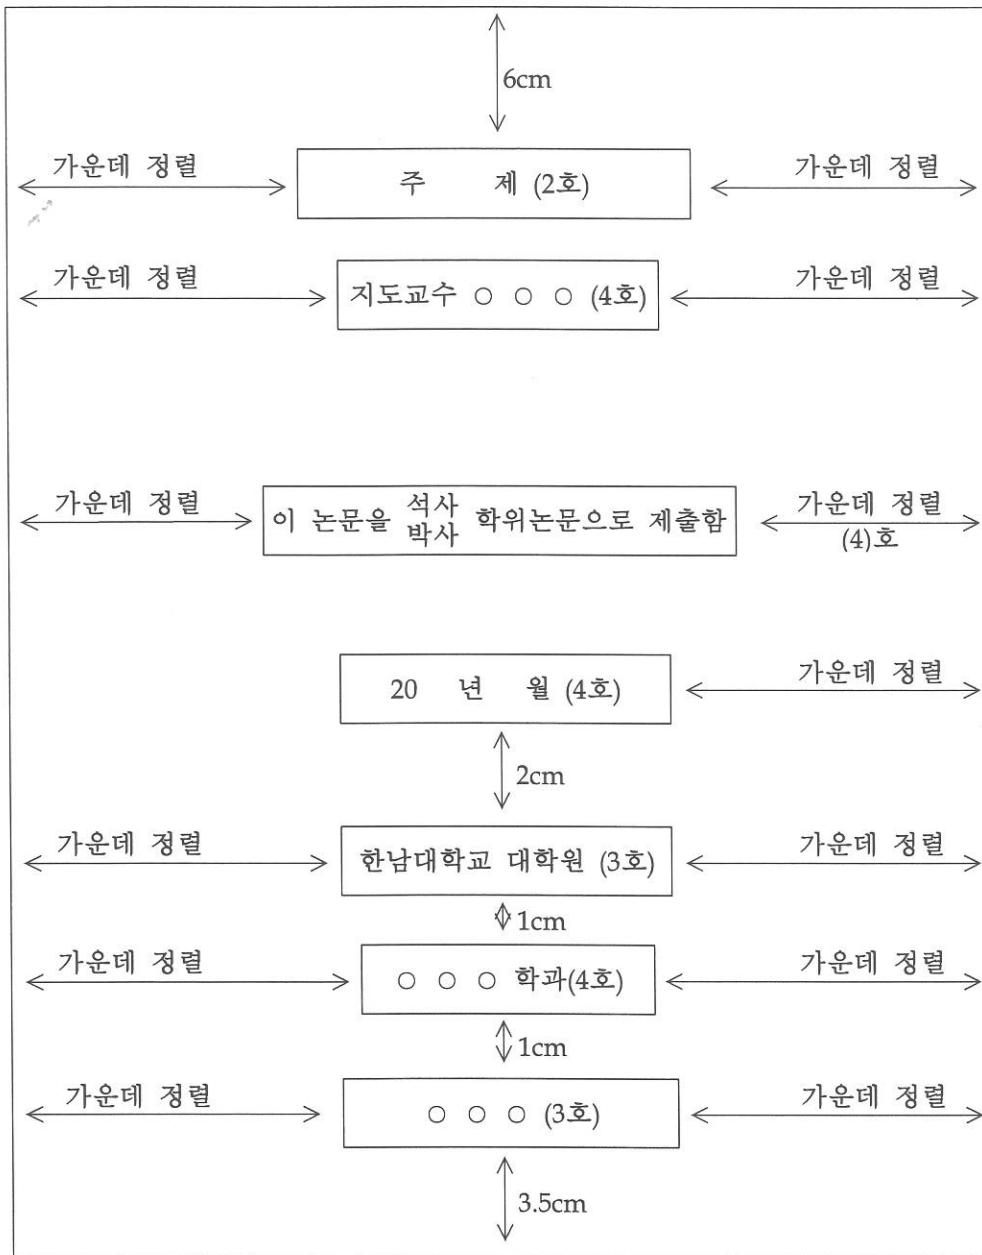 6cm
가운데 정렬 주 제 (2호) 가운데 정렬
가운데 정렬 지도교수 ○ ○ ○ (4호) 가운데 정렬
가운데 정렬 이 논문을 석사 박사 학위논문으로 제출함 가운데 정렬
(4)호
20 년 월 (4호) 가운데 정렬
2cm
가운데 정렬 한남대학교 대학원 (3호) 가운데 정렬
1cm
가운데 정렬 ○ ○ ○ 학과(4호) 가운데 정렬
1cm
가운데 정렬 ○ ○ ○ (3호) 가운데 정렬
3.5cm